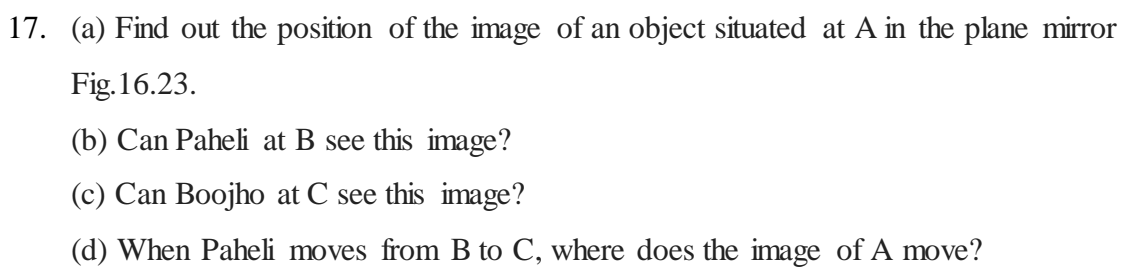 17. (a) Find out the position of the image of an object situated at A in the plane mirror
Fig.16.23.
(b) Can Paheli at B see this image?
(c) Can Boojho at C see this image?
(d) When Paheli moves from B to C, where does the image of A move?